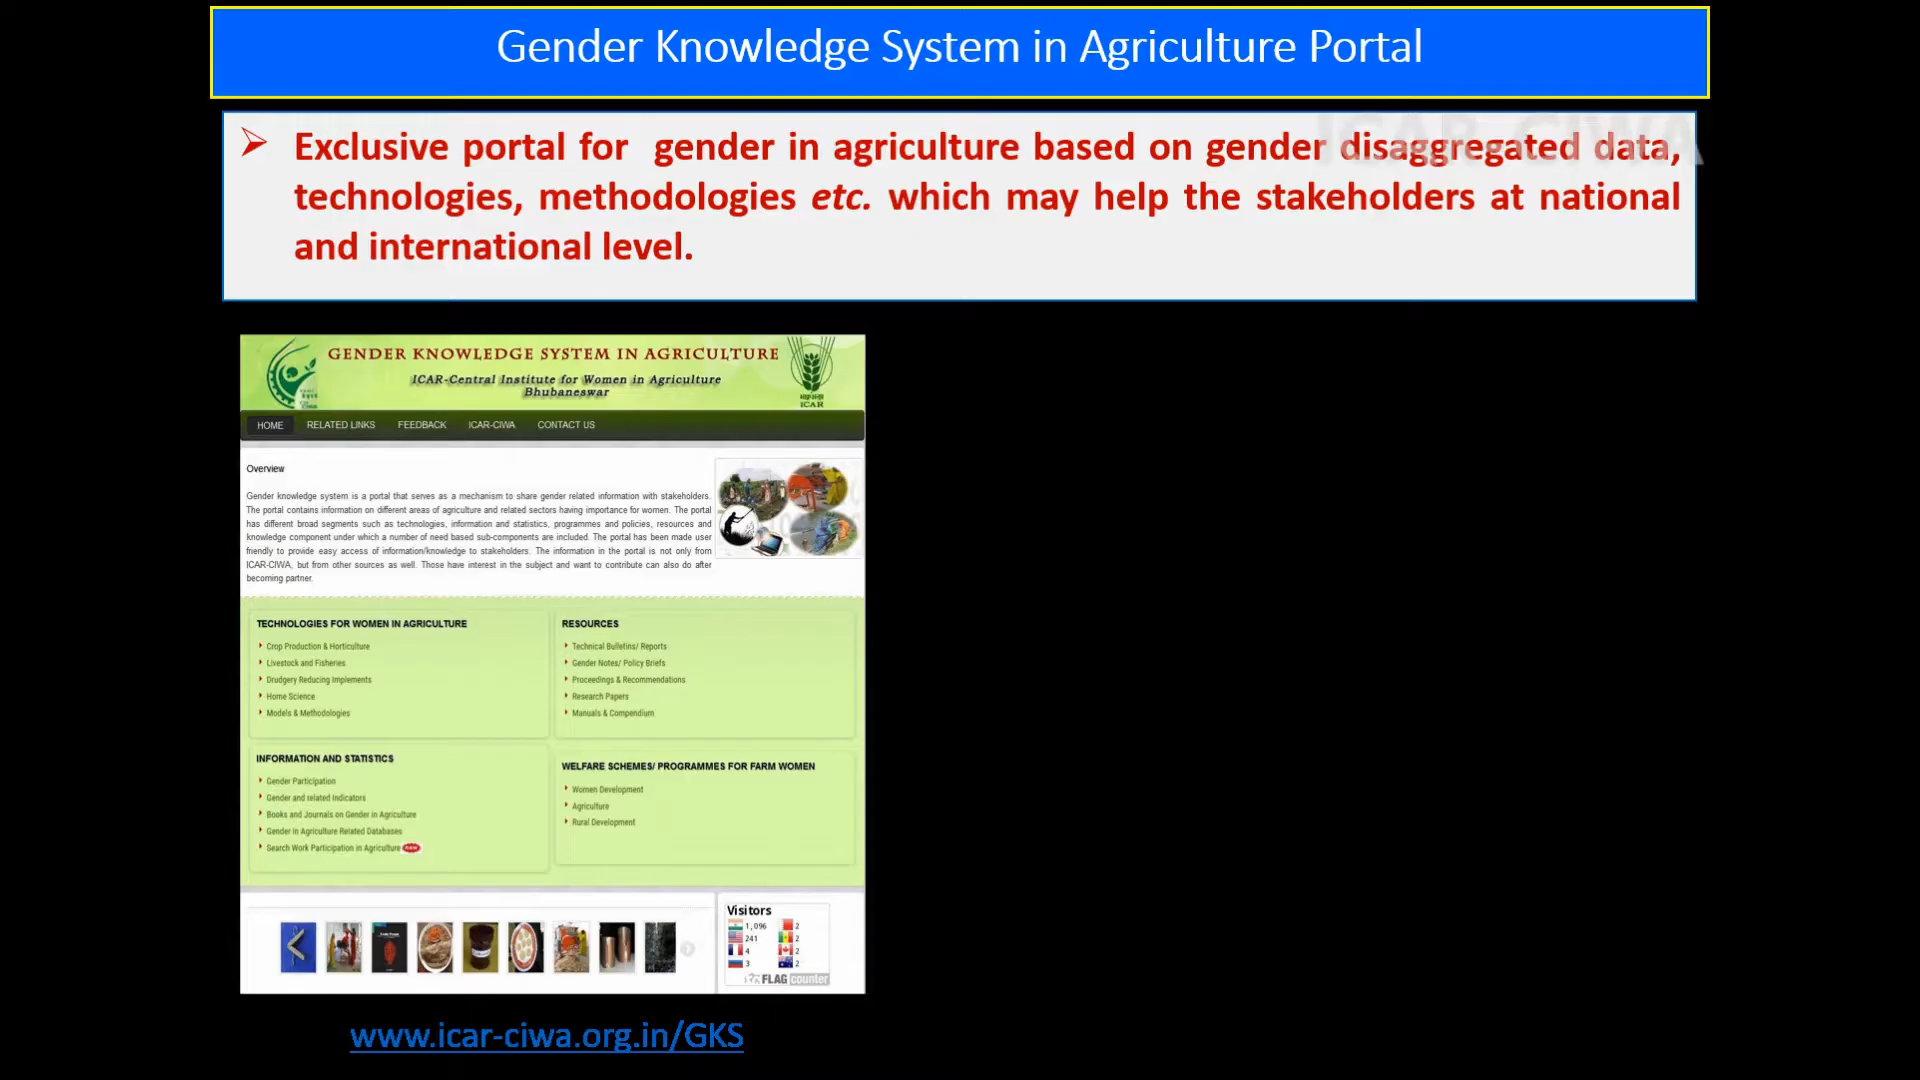 Gender Knowledge System in Agriculture Portal
ICAR-CIWA
Exclusive portal for gender in agriculture based on gender disaggregated data,
technologies, methodologies etc. which may help the stakeholders at national
and international level.
GENDER KNOWLEDGE SYSTEM IN AGRICULTURE
ICAR-Central Institute for Women in Agriculture
Bhubaneswar
ICAR
HOME RELATED LINKS FEEDBACK ICAR-CIWA CONTACT US
Overview
Gender knowledge system is a portal that serves as a mechanism to share gender related information with stakeholders.
The portal contains information on different areas of agriculture and related sectors having importance for women. The portal
has different broad segments such as technologies, information and statistics, programmes and policies, resources and
knowledge component under which a number of need based sub-components are included. The portal has been made user
friendly to provide easy access of information/knowledge to stakeholders. The information in the portal is not only from
ICAR-CIWA, but from other sources as well. Those have interest in the subject and want to contribute can also do after
becoming partner.
TECHNOLOGIES FOR WOMEN IN AGRICULTURE
Crop Production & Horticulture
Livestock and Fisheries
Drudgery Reducing Implements
Home Science
Models & Methodologies
RESOURCES
Technical Bulletins/ Reports
Gender Notes/ Policy Briefs
Proceedings & Recommendations
Research Papers
Manuals & Compendium
INFORMATION AND STATISTICS
Gender Participation
Gender and related Indicators
Books and Journals on Gender in Agriculture
Gender in Agriculture Related Databases
Search Work Participation in Agriculture new
WELFARE SCHEMES/ PROGRAMMES FOR FARM WOMEN
Women Development
Agriculture
Rural Development
Visitors
1,096 2
241 2
4 2
3 2
FLAG counter
www.icar-ciwa.org.in/GKS